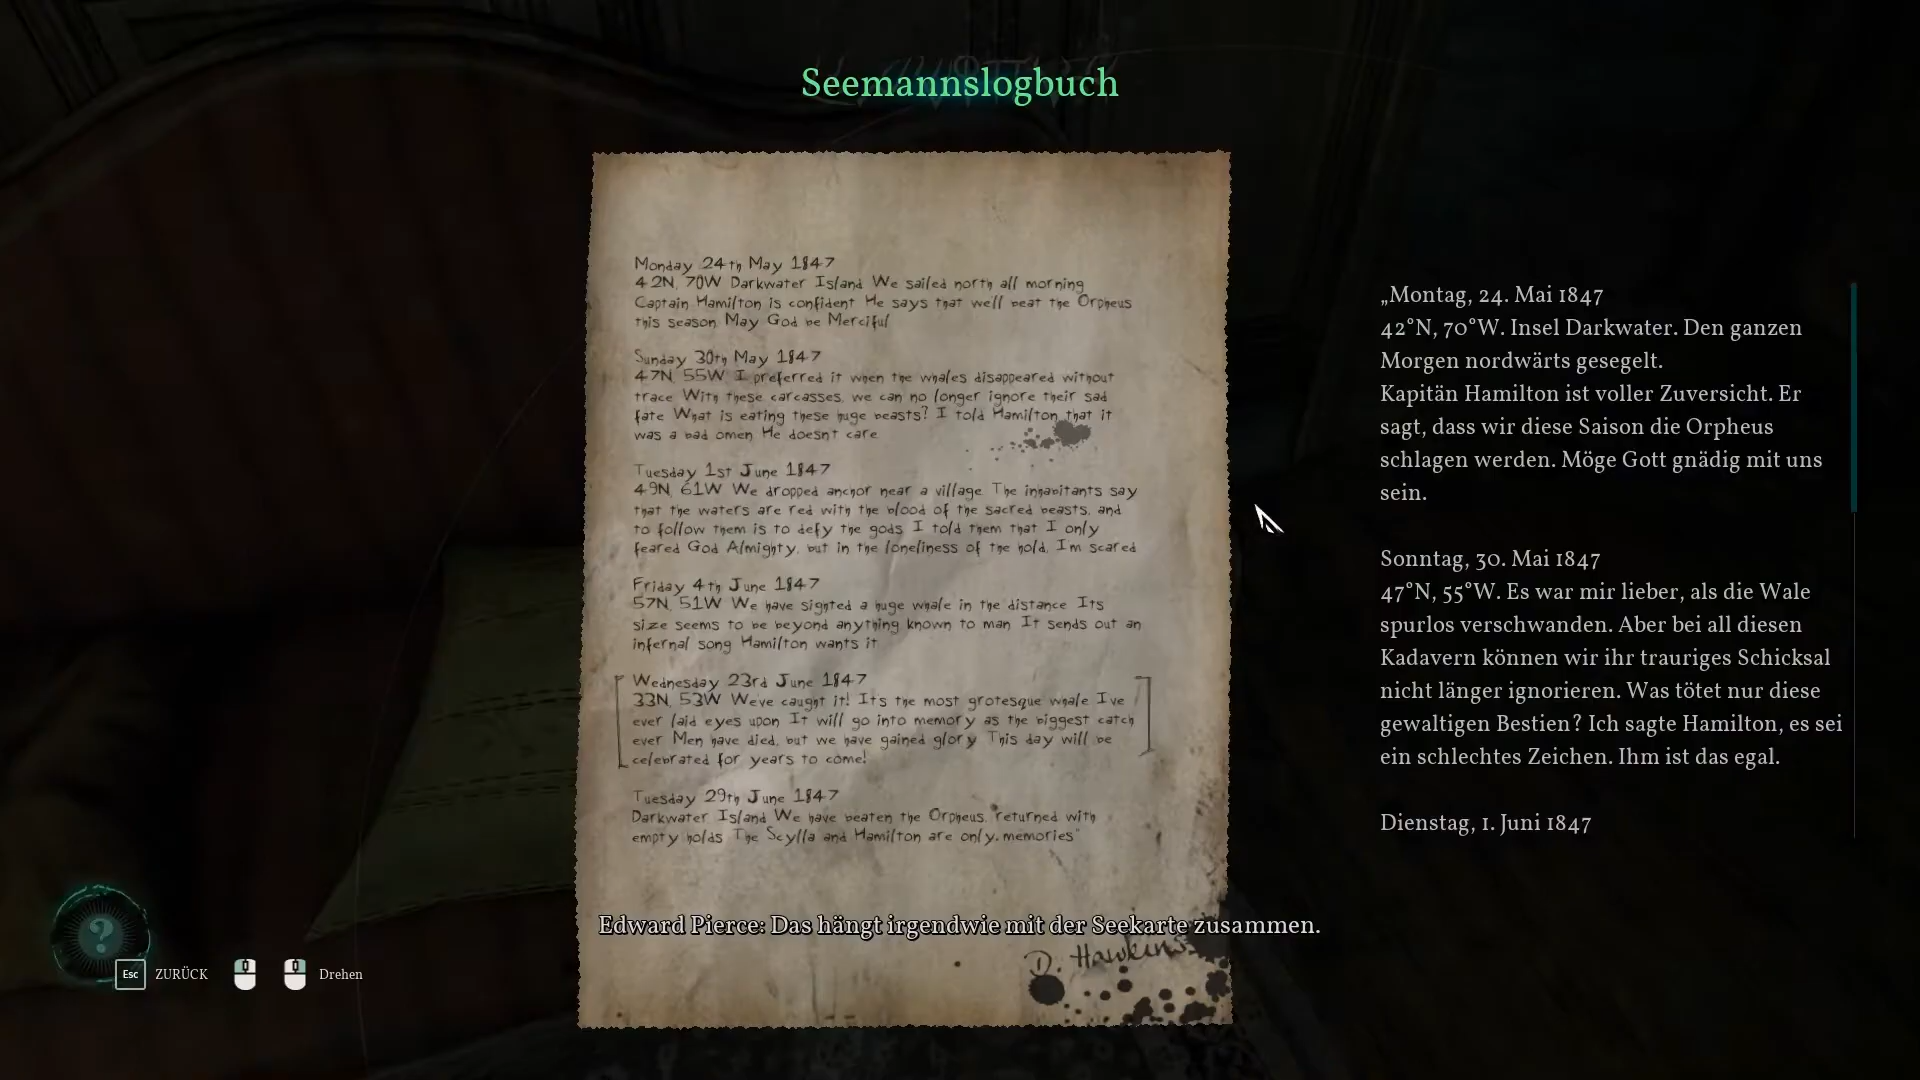 Seemannslogbuch
Monday 24th May 1847
42N, 70W Darkwater Island We sailed north all morning
Captain Hamilton is confident He says that we'll beat the Orpheus
this season May God be Merciful
Sunday 30th May 1847
47N, 55W I preferred it when the whales disappeared without
trace With these carcasses, we can no longer ignore their sad
fate What is eating these huge beasts? I told Hamilton that it
was a bad omen He doesnt care
Tuesday 1st June 1847
49N, 61W We dropped anchor near a village The inhabitants say
that the waters are red with the blood of the sacred beasts, and
to follow them is to defy the gods I told them that I only
feared God Almighty, but in the loneliness of the hold, I'm scared
Friday 4th June 1847
57N, 51W We have sighted a huge whale in the distance Its
size seems to be beyond anything known to man It sends out an
infernal song Hamilton wants it
Wednesday 23rd June 1847
33N, 53W Weve caught it! It's the most grotesque whale I've
ever laid eyes upon It will go into memory as the biggest catch
ever Men have died, but we have gained glory This day will be
celebrated for years to come!
Tuesday 29th June 1847
Darkwater Island We have beaten the Orpheus, returned with
empty holds The Scylla and Hamilton are only memories"
D. Hawkins
Edward Pierce: Das hängt irgendwie mit der Seekarte zusammen.
„Montag, 24. Mai 1847
42°N, 70°W. Insel Darkwater. Den ganzen
Morgen nordwärts gesegelt.
Kapitän Hamilton ist voller Zuversicht. Er
sagt, dass wir diese Saison die Orpheus
schlagen werden. Möge Gott gnädig mit uns
sein.
Sonntag, 30. Mai 1847
47°N, 55°W. Es war mir lieber, als die Wale
spurlos verschwanden. Aber bei all diesen
Kadavern können wir ihr trauriges Schicksal
nicht länger ignorieren. Was tötet nur diese
gewaltigen Bestien? Ich sagte Hamilton, es sei
ein schlechtes Zeichen. Ihm ist das egal.
Dienstag, 1. Juni 1847
?
Esc ZURÜCK Drehen